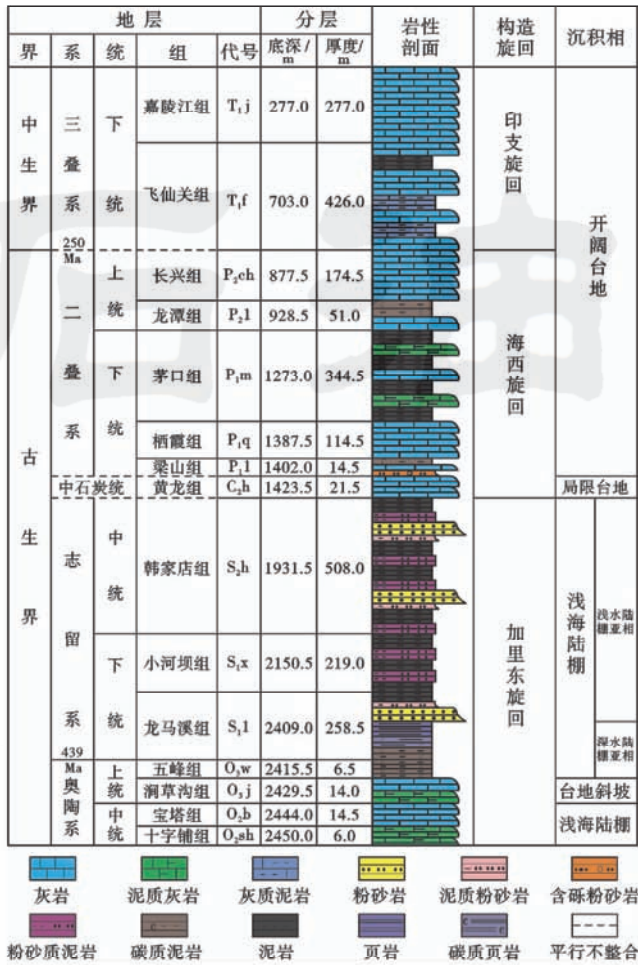 地层 分层 岩性剖面 构造旋回 沉积相
界 系 统 组 代号 底深/m 厚度/m
中生界 三叠系 下统 嘉陵江组 T₁j 277.0 277.0 印支旋回 开阔台地
飞仙关组 T₁f 703.0 426.0
250 Ma
古生界 二叠系 上统 长兴组 P₂ch 877.5 174.5 海西旋回
龙潭组 P₂l 928.5 51.0
下统 茅口组 P₁m 1273.0 344.5
栖霞组 P₁q 1387.5 114.5
梁山组 P₁l 1402.0 14.5
中石炭统 黄龙组 C₂h 1423.5 21.5 局限台地
志留系 中统 韩家店组 S₂h 1931.5 508.0 加里东旋回 浅海陆棚 浅水陆棚亚相
下统 小河坝组 S₁x 2150.5 219.0
龙马溪组 S₁l 2409.0 258.5 深水陆棚亚相
439 Ma
奥陶系 上统 五峰组 O₃w 2415.5 6.5
涧草沟组 O₃j 2429.5 14.0 台地斜坡
中统 宝塔组 O₂b 2444.0 14.5 浅海陆棚
十字铺组 O₂sh 2450.0 6.0
灰岩 泥质灰岩 灰质泥岩 粉砂岩 泥质粉砂岩 含砾粉砂岩
粉砂质泥岩 碳质泥岩 泥岩 页岩 碳质页岩 平行不整合